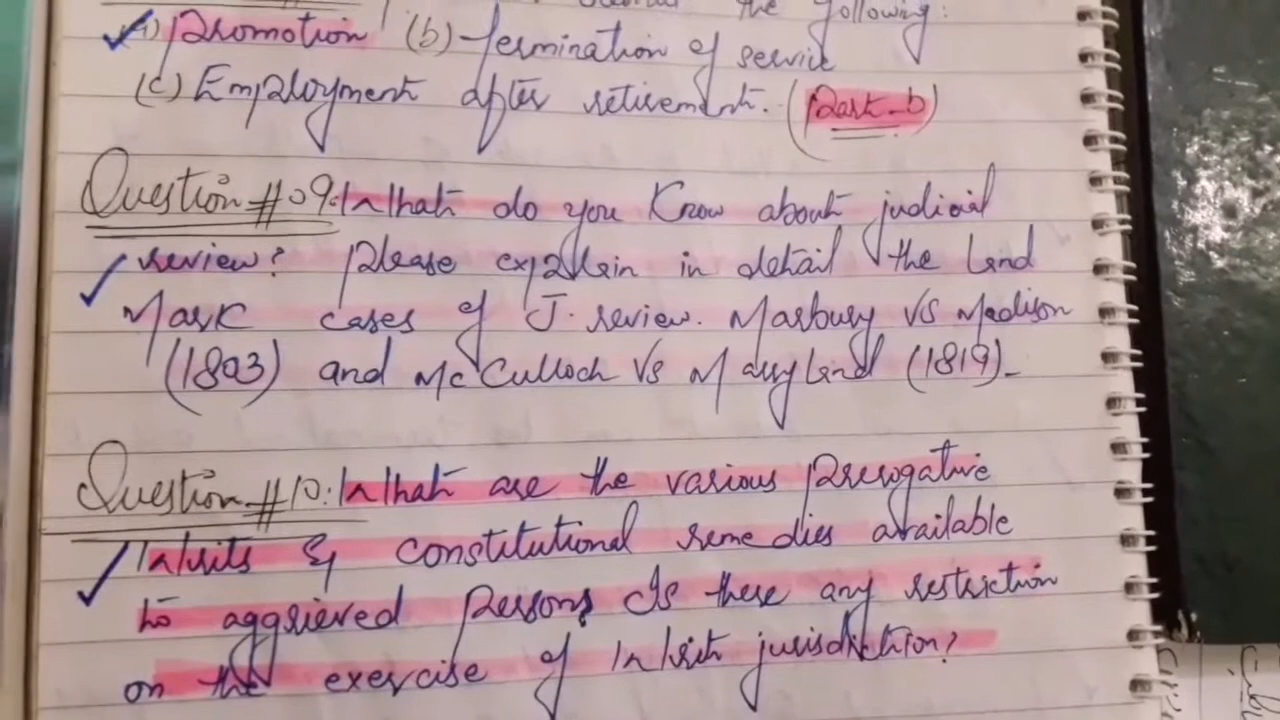 the following:
(a) promotion (b) Termination of service
(c) Employment after retirement. (Part-b)
Question #09: What do you Know about judicial
review? please explain in detail the land
Mark cases of J. review. Marbury VS Madison
(1803) and McCulloch VS Maryland (1819)-
Question #10: What are the various prerogative
Writs & constitutional remedies available
to aggrieved persons Is there any restriction
on the exercise of Writ jurisdiction?